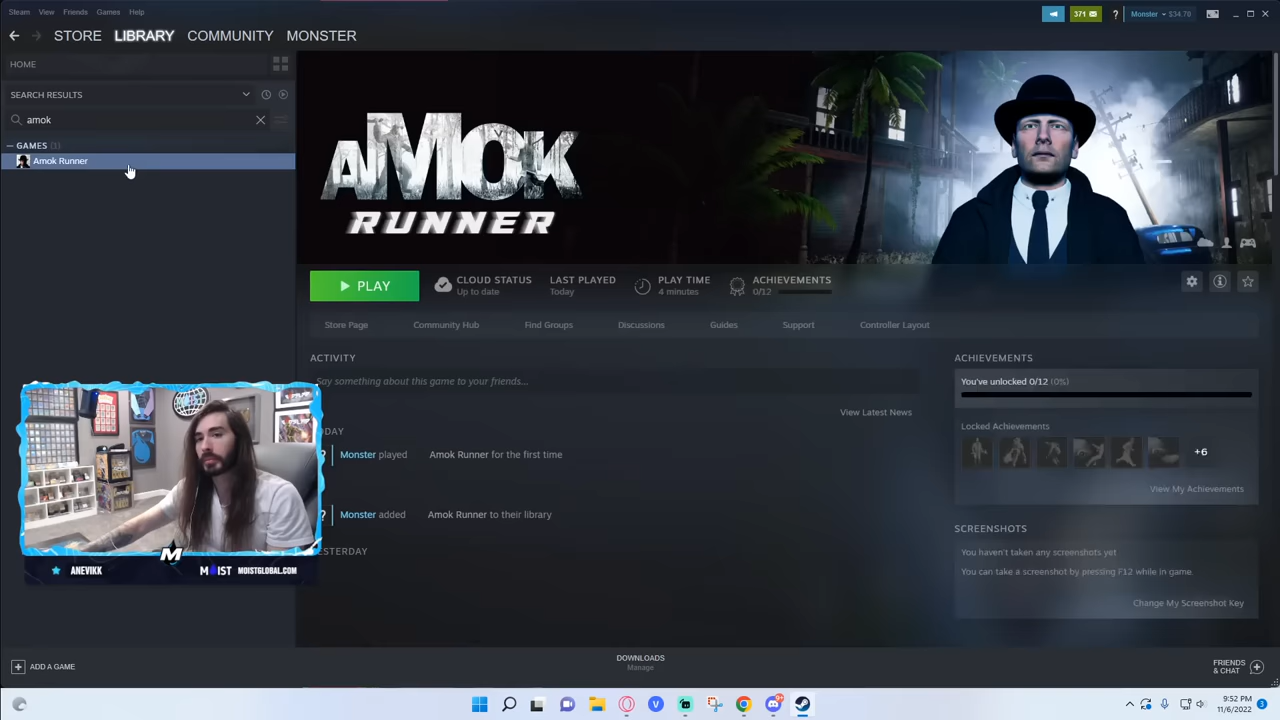 Steam View Friends Games Help
371
?
Monster $34.78
STORE LIBRARY COMMUNITY MONSTER
HOME
SEARCH RESULTS
amok
GAMES (1)
Amok Runner
AMOK
RUNNER
PLAY
CLOUD STATUS
Up to date
LAST PLAYED
Today
PLAY TIME
4 minutes
ACHIEVEMENTS
0/12
Store Page Community Hub Find Groups Discussions Guides Support Controller Layout
ACTIVITY
Say something about this game to your friends...
View Latest News
ODAY
Monster played Amok Runner for the first time
Monster added Amok Runner to their library
ESTERDAY
ACHIEVEMENTS
You've unlocked 0/12 (0%)
Locked Achievements
+6
View My Achievements
SCREENSHOTS
You haven't taken any screenshots yet
You can take a screenshot by pressing F12 while in game.
Change My Screenshot Key
M
ANEVIKK
MOIST MOISTGLOBAL.COM
ADD A GAME
DOWNLOADS
Manage
FRIENDS
& CHAT
9+
9:52 PM
11/6/2022
3